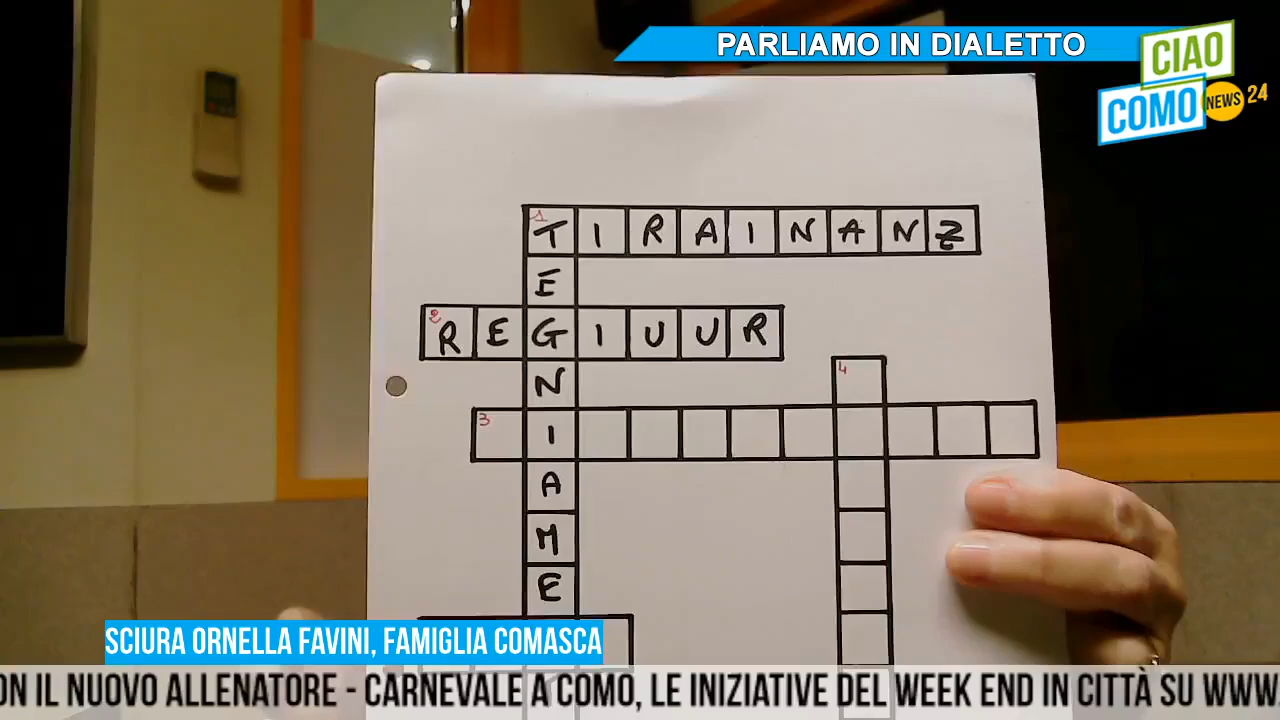 PARLIAMO IN DIALETTO
CIAO
COMO
NEWS 24
1
TIRAINANZ
E
2
REGIUUR
N
4
3
I
A
M
E
SCIURA ORNELLA FAVINI, FAMIGLIA COMASCA
ON IL NUOVO ALLENATORE - CARNEVALE A COMO, LE INIZIATIVE DEL WEEK END IN CITTÀ SU WWW.